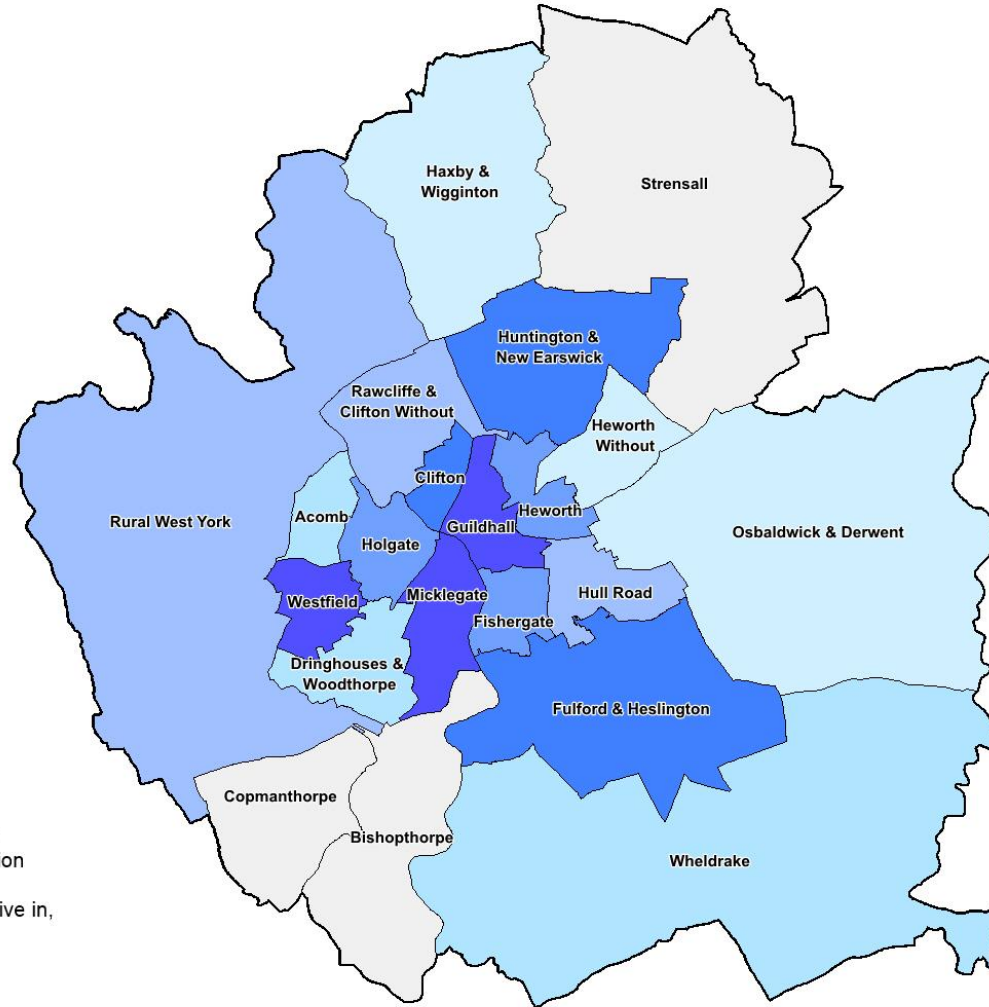 Haxby &
Wigginton
Strensall
Huntington &
New Earswick
Rawcliffe &
Clifton Without
Heworth
Without
Clifton
Acomb
Heworth
Rural West York
Guildhall
Osbaldwick & Derwent
Holgate
Hull Road
Westfield
Micklegate
Fishergate
Dringhouses &
Woodthorpe
Fulford & Heslington
Copmanthorpe
Bishopthorpe
Wheldrake
ion
ive in,